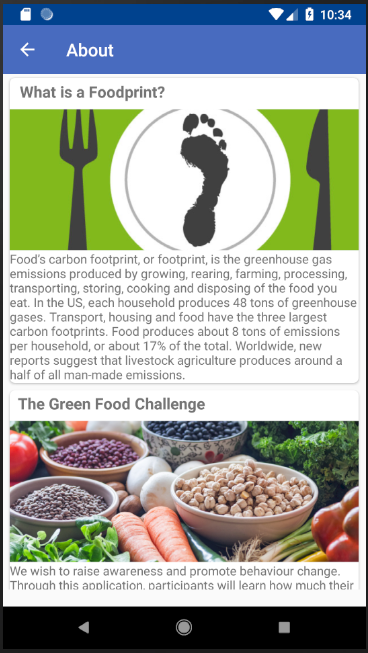 10:34
About
What is a Foodprint?
Food's carbon footprint, or footprint, is the greenhouse gas
emissions produced by growing, rearing, farming, processing,
transporting, storing, cooking and disposing of the food you
eat. In the US, each household produces 48 tons of greenhouse
gases. Transport, housing and food have the three largest
carbon footprints. Food produces about 8 tons of emissions
per household, or about 17% of the total. Worldwide, new
reports suggest that livestock agriculture produces around a
half of all man-made emissions.
The Green Food Challenge
We wish to raise awareness and promote behaviour change.
Through this application, participants will learn how much their